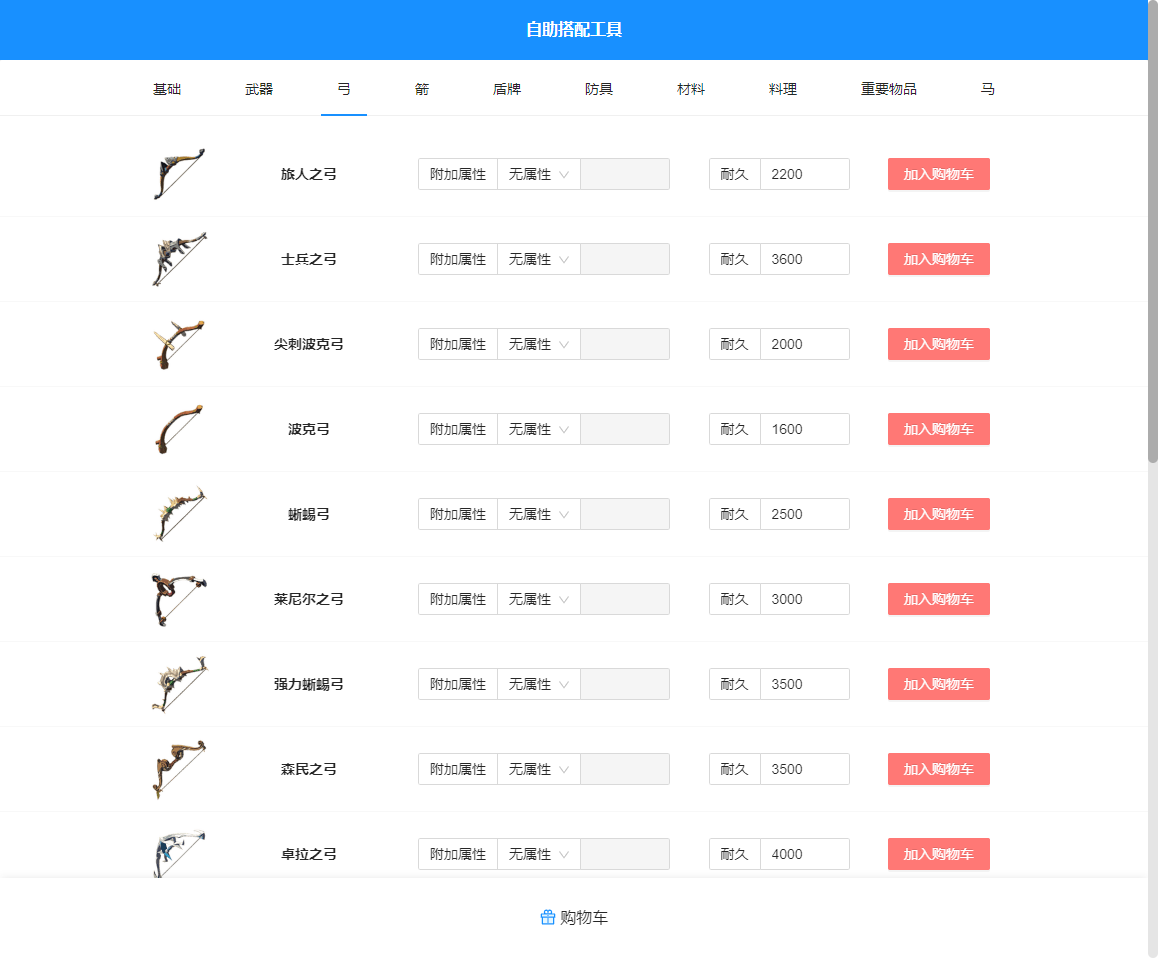 自助搭配工具
基础 武器 弓 箭 盾牌 防具 材料 料理 重要物品 马
旅人之弓 附加属性 无属性 耐久 2200 加入购物车
士兵之弓 附加属性 无属性 耐久 3600 加入购物车
尖刺波克弓 附加属性 无属性 耐久 2000 加入购物车
波克弓 附加属性 无属性 耐久 1600 加入购物车
蜥蜴弓 附加属性 无属性 耐久 2500 加入购物车
莱尼尔之弓 附加属性 无属性 耐久 3000 加入购物车
强力蜥蜴弓 附加属性 无属性 耐久 3500 加入购物车
森民之弓 附加属性 无属性 耐久 3500 加入购物车
卓拉之弓 附加属性 无属性 耐久 4000 加入购物车
购物车